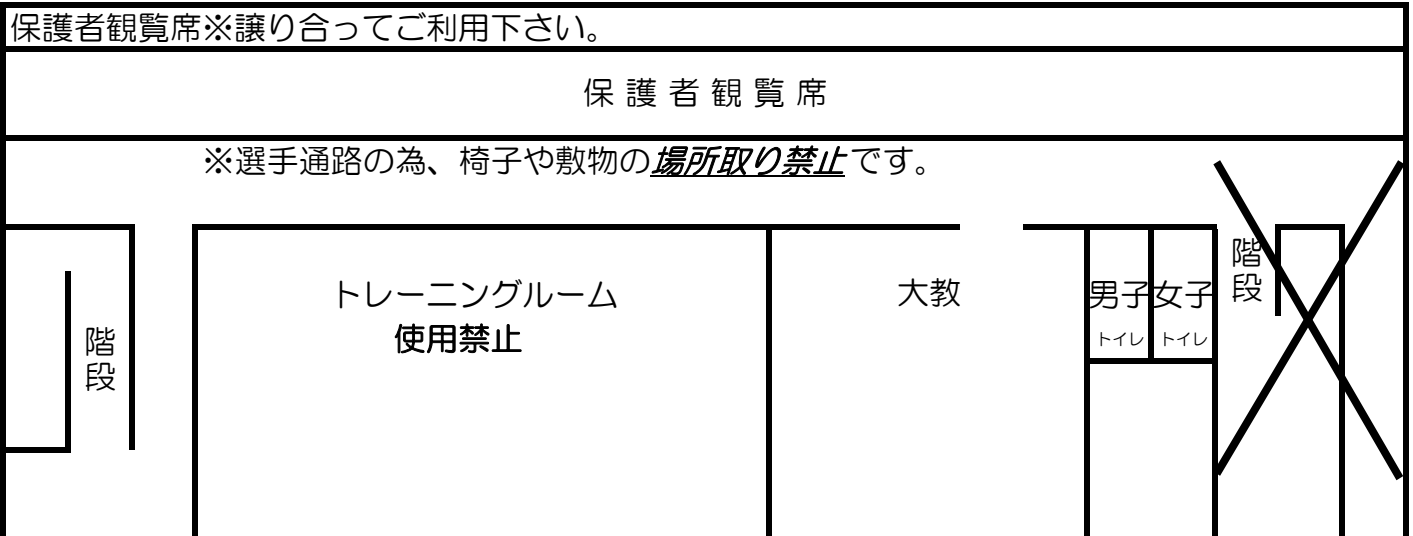 保護者観覧席※譲り合ってご利用下さい。
保護者観覧席
※選手通路の為、椅子や敷物の場所取り禁止です。
階段
トレーニングルーム
使用禁止
大教
男子
トイレ
女子
トイレ
階段